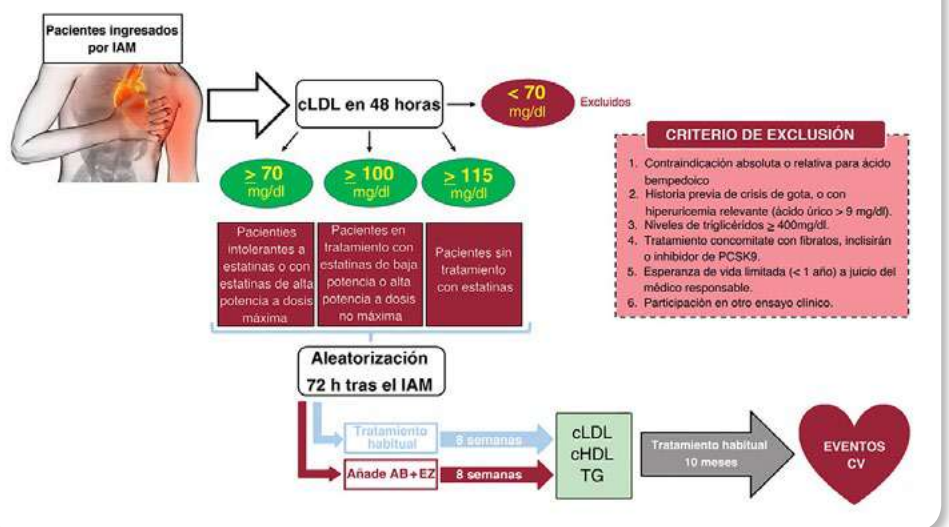 Pacientes ingresados
por IAM
cLDL en 48 horas
< 70
mg/dl
Excluidos
≥ 70
mg/dl
≥ 100
mg/dl
≥ 115
mg/dl
Pacienties
intolerantes a
estatinas o con
estatinas de alta
potencia a dosis
máxima
Pacientes en
tratamiento con
estatinas de baja
potencia o alta
potencia a dosis
no máxima
Pacientes sin
tratamiento
con estatinas
CRITERIO DE EXCLUSIÓN
1. Contraindicación absoluta o relativa para ácido
bempedoico
2. Historia previa de crisis de gota, o con
hiperuricemia relevante (ácido úrico > 9 mg/dl).
3. Niveles de triglicéridos ≥ 400mg/dl.
4. Tratamiento concomitate con fibratos, inclisirán
o inhibidor de PCSK9.
5. Esperanza de vida limitada (< 1 año) a juicio del
médico responsable.
6. Participación en otro ensayo clínico.
Aleatorización
72 h tras el IAM
Tratamiento
habitual
8 semanas
Añade AB+EZ
8 semanas
cLDL
cHDL
TG
Tratamiento habitual
10 meses
EVENTOS
CV